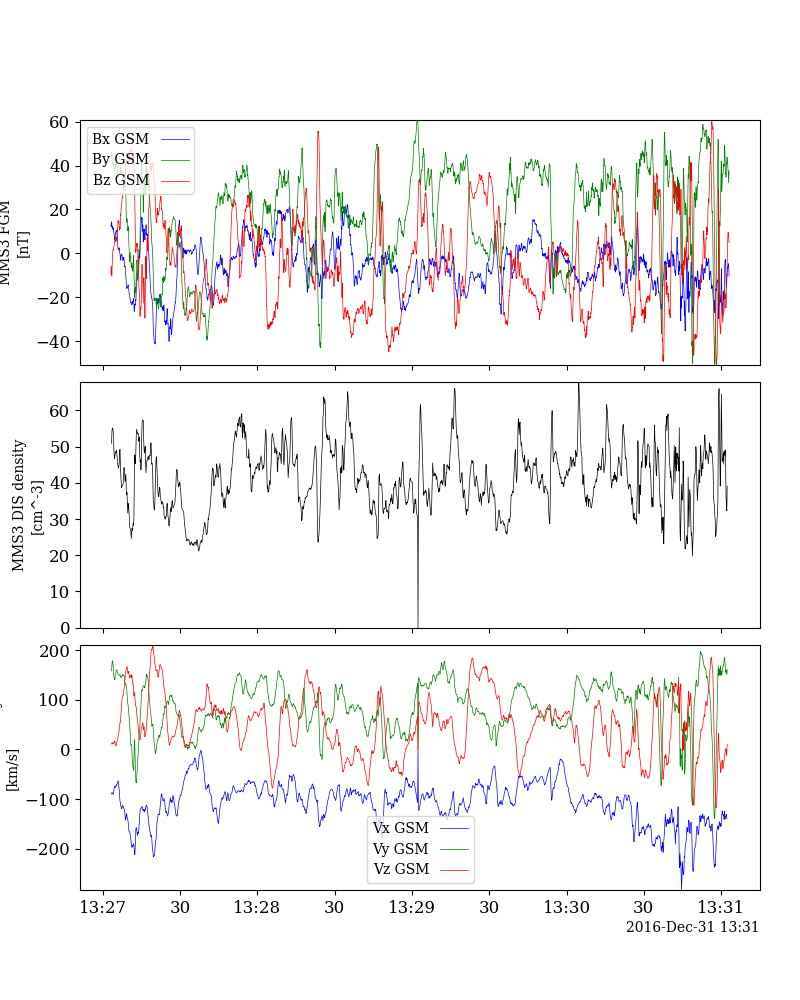 60
40
20
0
−20
−40
MMS3 FGM
[nT]
Bx GSM
By GSM
Bz GSM
60
50
40
30
20
10
0
MMS3 DIS density
[cm^-3]
200
100
0
−100
−200
[km/s]
Vx GSM
Vy GSM
Vz GSM
13:27 30 13:28 30 13:29 30 13:30 30 13:31
2016-Dec-31 13:31